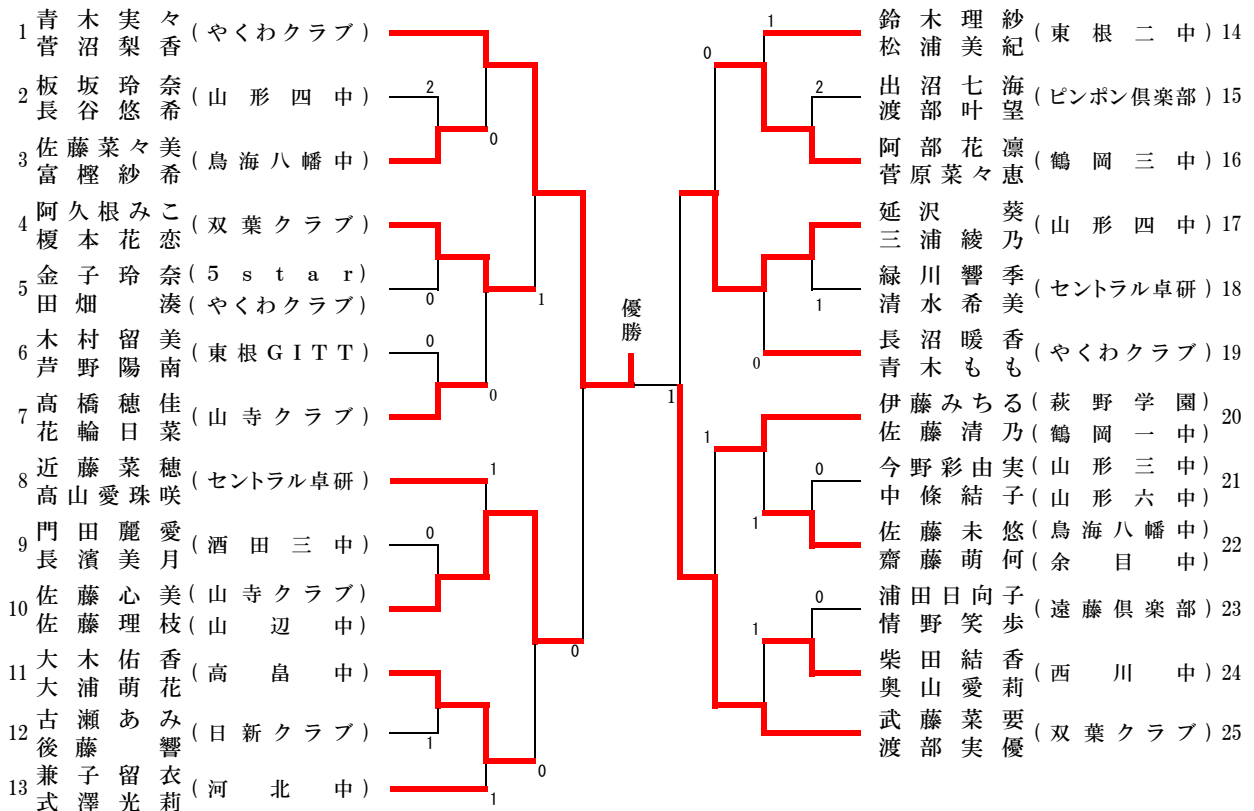 1 青木実々 (やくわクラブ)
菅沼梨香
2 板坂玲奈 (山形四中) 2
長谷悠希
0
3 佐藤菜々美 (鳥海八幡中)
富樫紗希
4 阿久根みこ (双葉クラブ)
榎本花恋
5 金子玲奈 (5star)
田畑湊 (やくわクラブ)
0
1
6 木村留美 (東根GITT) 0
芦野陽南
0
7 髙橋穂佳 (山寺クラブ)
花輪日菜
8 近藤菜穂 (セントラル卓研) 1
髙山愛珠咲
9 門田麗愛 (酒田三中) 0
長濱美月
10 佐藤心美 (山寺クラブ)
佐藤理枝 (山辺中)
0
11 大木佑香 (高畠中)
大浦萌花
12 古瀬あみ (日新クラブ)
後藤響
1
0
13 兼子留衣 (河北中)
式澤光莉
1
優勝
1
1 鈴木理紗 (東根二中) 14
松浦美紀
0
2 出沼七海 (ピンポン倶楽部) 15
渡部叶望
阿部花凛 (鶴岡三中) 16
菅原菜々恵
延沢葵 (山形四中) 17
三浦綾乃
緑川響季 (セントラル卓研) 18
清水希美
1
長沼暖香 (やくわクラブ) 19
青木もも
0
伊藤みちる (萩野学園) 20
佐藤清乃 (鶴岡一中)
1
0 今野彩由実 (山形三中) 21
中條結子 (山形六中)
1
佐藤未悠 (鳥海八幡中) 22
齋藤萌何 (余目中)
0 浦田日向子 (遠藤倶楽部) 23
情野笑歩
1
柴田結香 (西川中) 24
奥山愛莉
武藤菜要 (双葉クラブ) 25
渡部実優